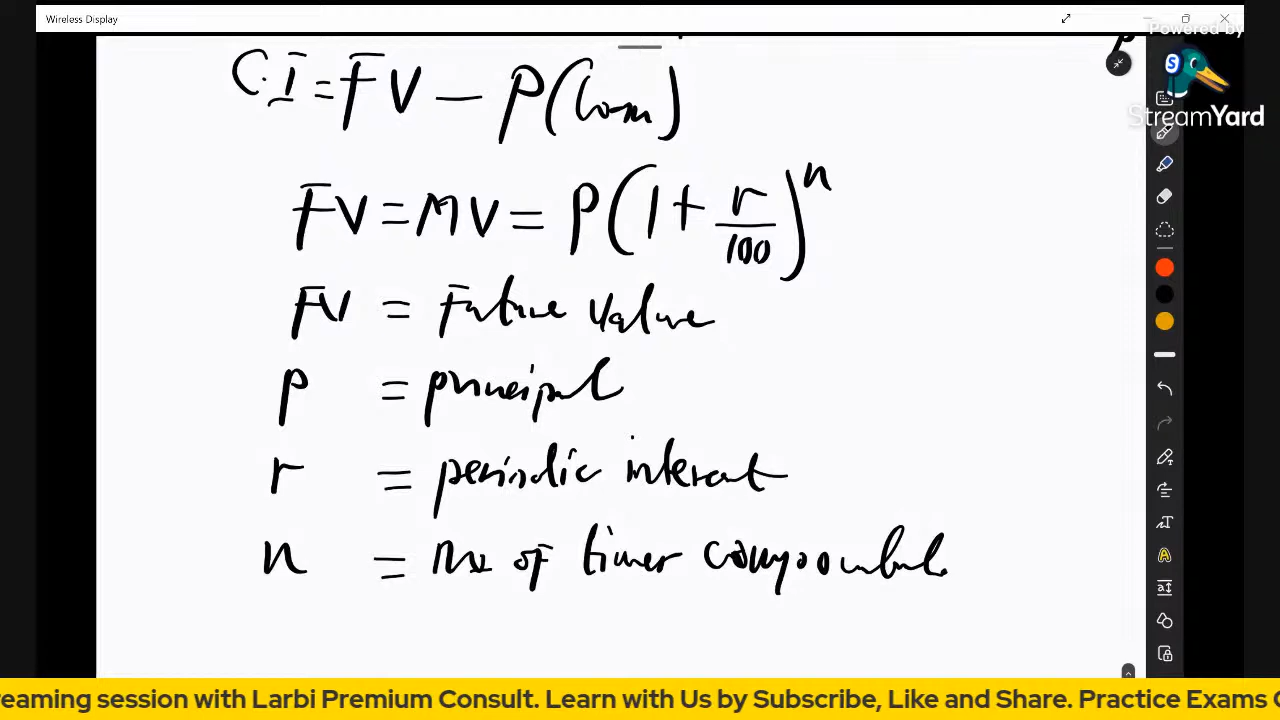 Wireless Display
Powered by
StreamYard
C.I = FV — P(Loan)
FV = MV = P(1 + r/100)^n
FV = Future value
P = principal
r = periodic interest
n = no of times compounded
reaming session with Larbi Premium Consult. Learn with Us by Subscribe, Like and Share. Practice Exams